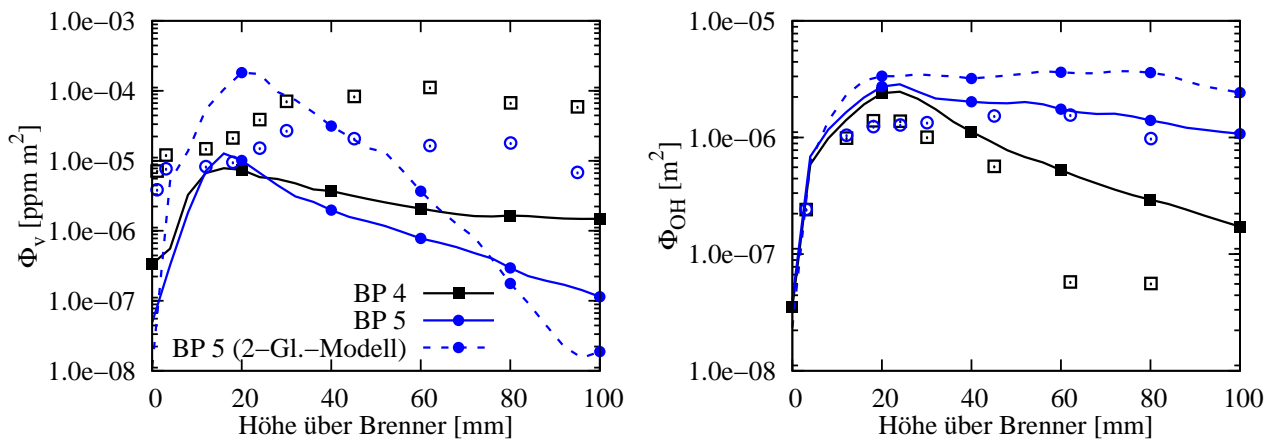 1.0e−03
1.0e−04
1.0e−05
1.0e−06
1.0e−07
1.0e−08
Φv [ppm m²]
BP 4
BP 5
BP 5 (2−Gl.−Modell)
0 20 40 60 80 100
Höhe über Brenner [mm]
1.0e−05
1.0e−06
1.0e−07
1.0e−08
ΦOH [m²]
0 20 40 60 80 100
Höhe über Brenner [mm]